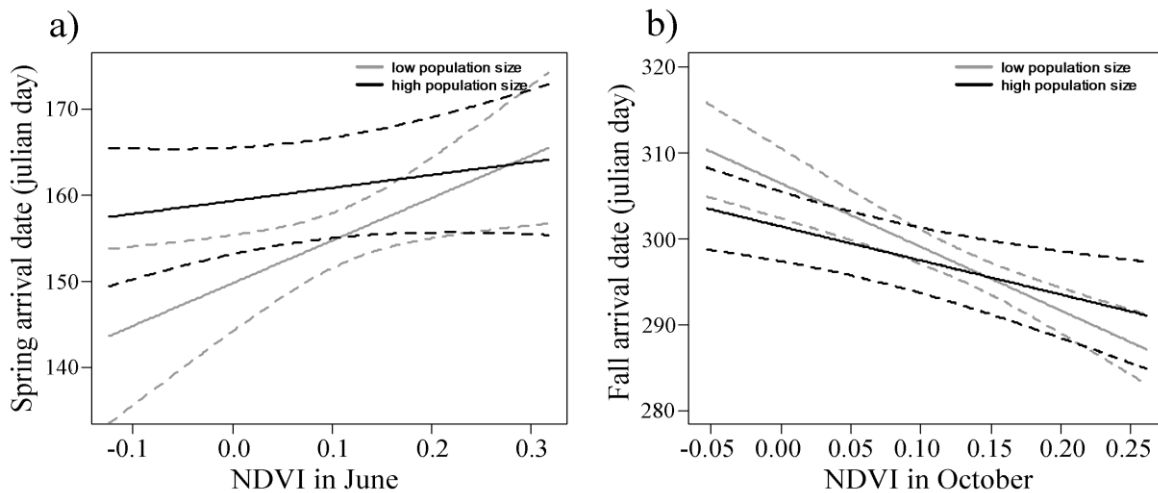 a)
low population size
high population size
Spring arrival date (julian day)
170
160
150
140
-0.1
0.0
0.1
0.2
0.3
NDVI in June
b)
low population size
high population size
Fall arrival date (julian day)
320
310
300
290
280
-0.05
0.00
0.05
0.10
0.15
0.20
0.25
NDVI in October